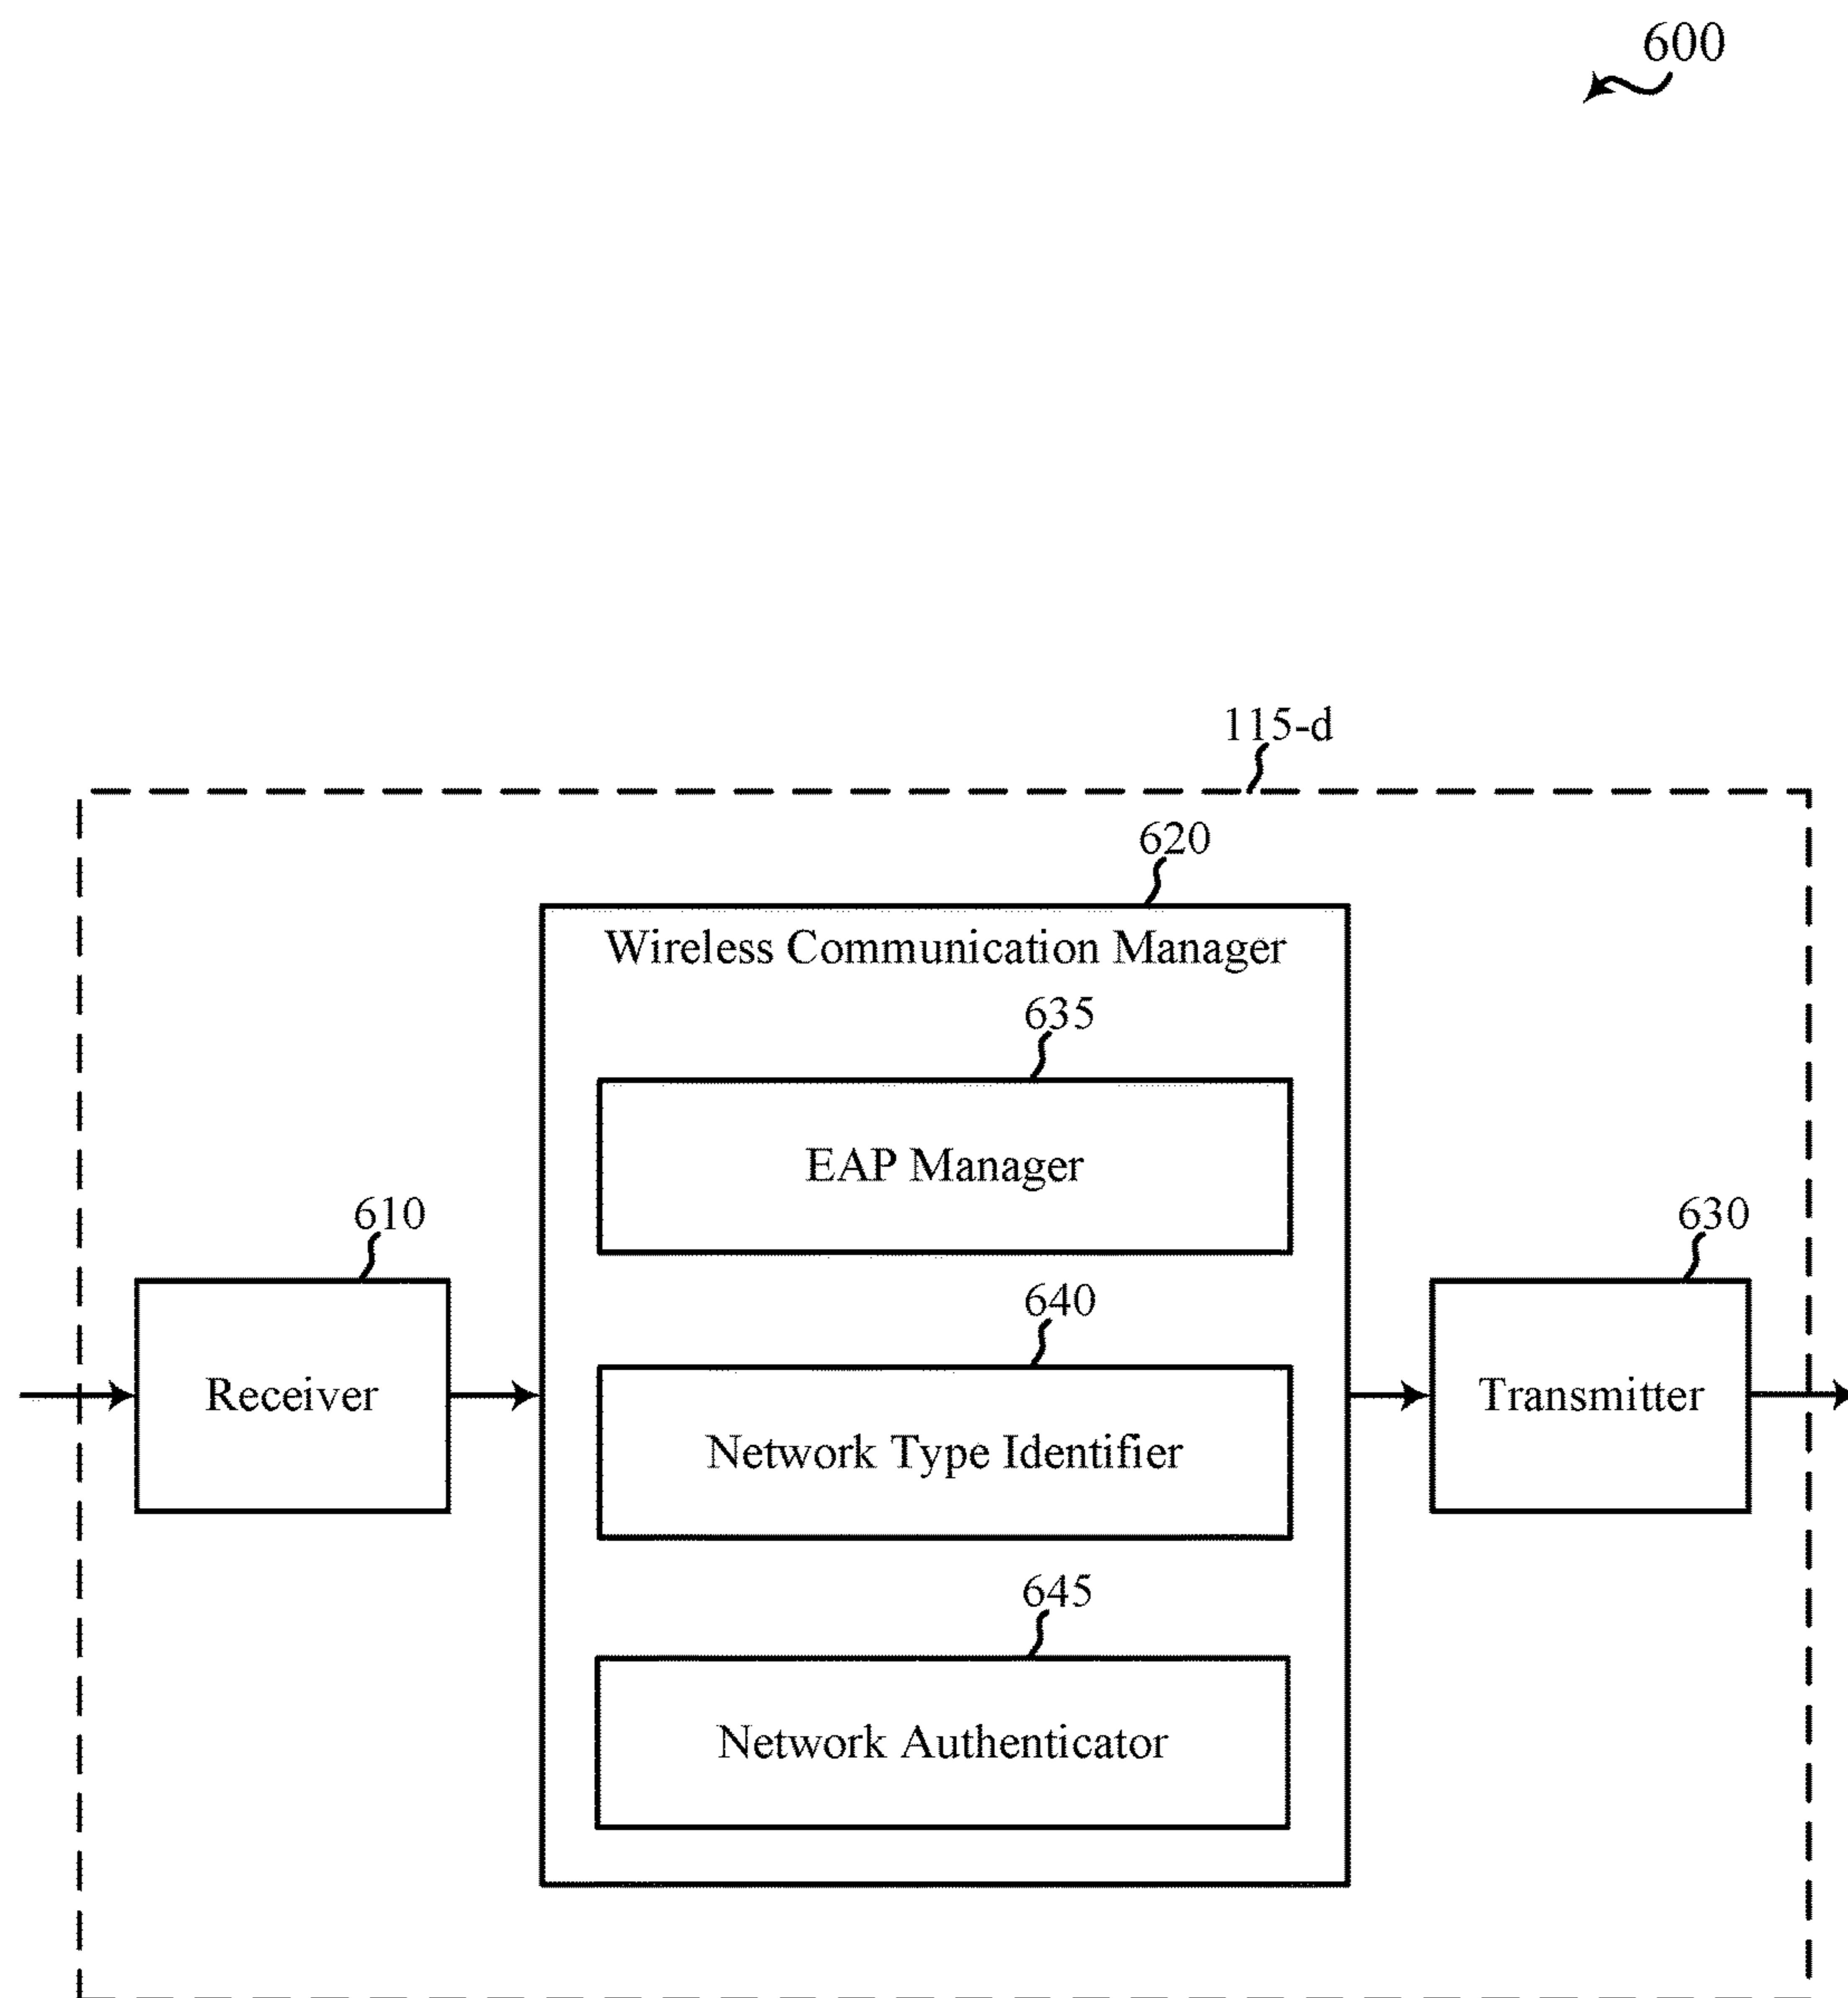 600
115-d
620
Wireless Communication Manager
635
EAP Manager
610
630
640
Receiver
Network Type Identifier
Transmitter
645
Network Authenticator